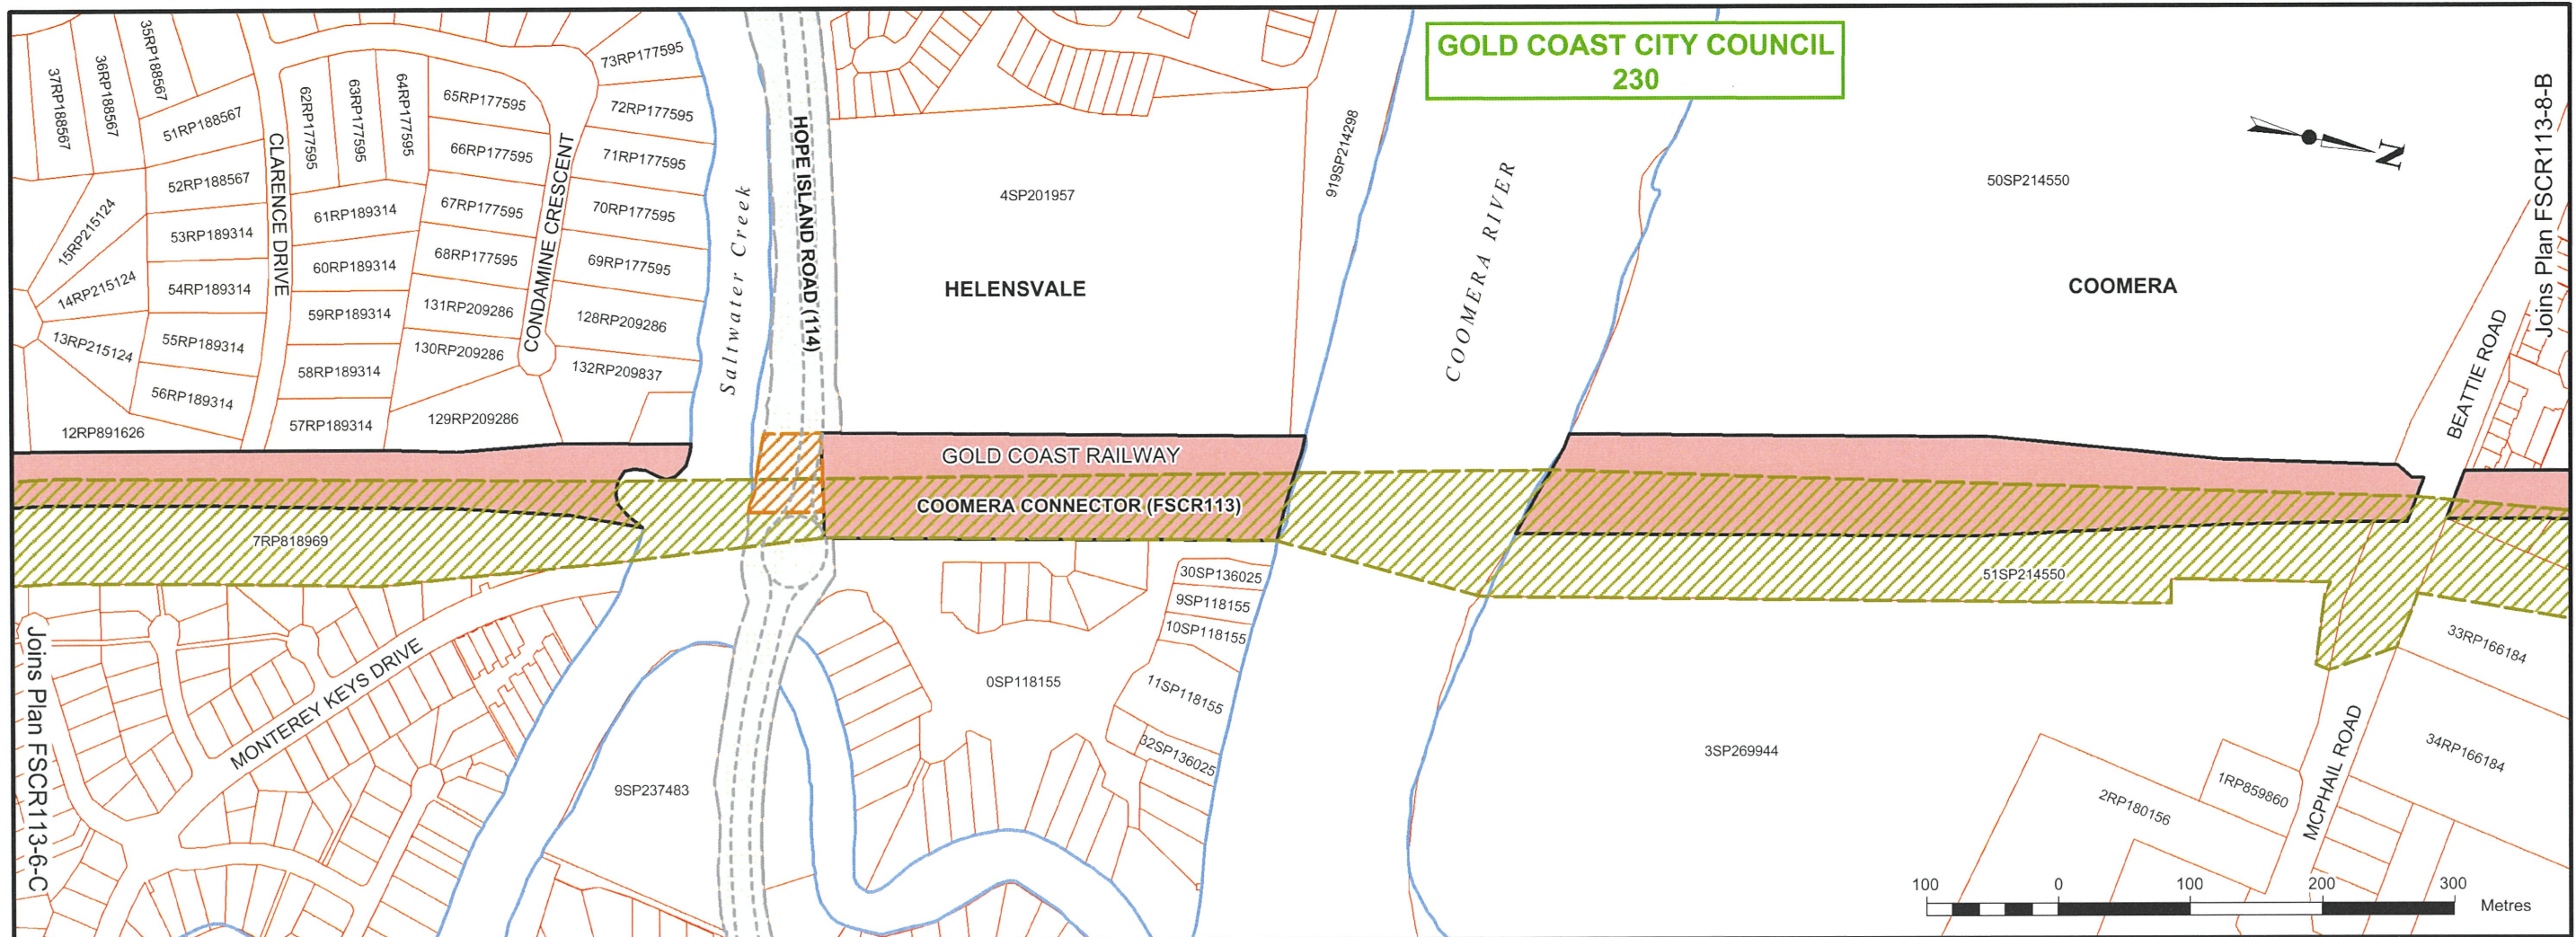 GOLD COAST CITY COUNCIL
230
37RP188567
36RP188567
35RP188567
51RP188567
52RP188567
53RP189314
54RP189314
55RP189314
56RP189314
15RP215124
14RP215124
13RP215124
12RP891626
CLARENCE DRIVE
62RP177595
63RP177595
64RP177595
61RP189314
60RP189314
59RP189314
58RP189314
57RP189314
65RP177595
66RP177595
67RP177595
68RP177595
131RP209286
130RP209286
129RP209286
CONDAMINE CRESCENT
73RP177595
72RP177595
71RP177595
70RP177595
69RP177595
128RP209286
132RP209837
Saltwater Creek
HOPE ISLAND ROAD (114)
4SP201957
HELENSVALE
919SP214298
COOMERA RIVER
50SP214550
COOMERA
N
BEATTIE ROAD
Joins Plan FSCR113-8-B
GOLD COAST RAILWAY
COOMERA CONNECTOR (FSCR113)
7RP818969
51SP214550
Joins Plan FSCR113-6-C
MONTEREY KEYS DRIVE
9SP237483
0SP118155
30SP136025
9SP118155
10SP118155
11SP118155
32SP136025
3SP269944
2RP180156
1RP859860
MCPHAIL ROAD
33RP166184
34RP166184
100 0 100 200 300
Metres